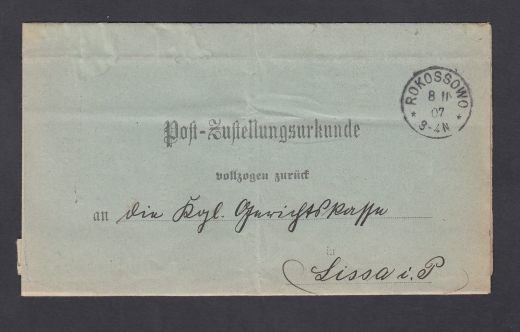 ROKOSSOWO
8 II
07
3-4N
Post-Zustellungsurkunde
vollzogen zurück
an die Kgl. Gerichtskasse
in
Lissa i. P